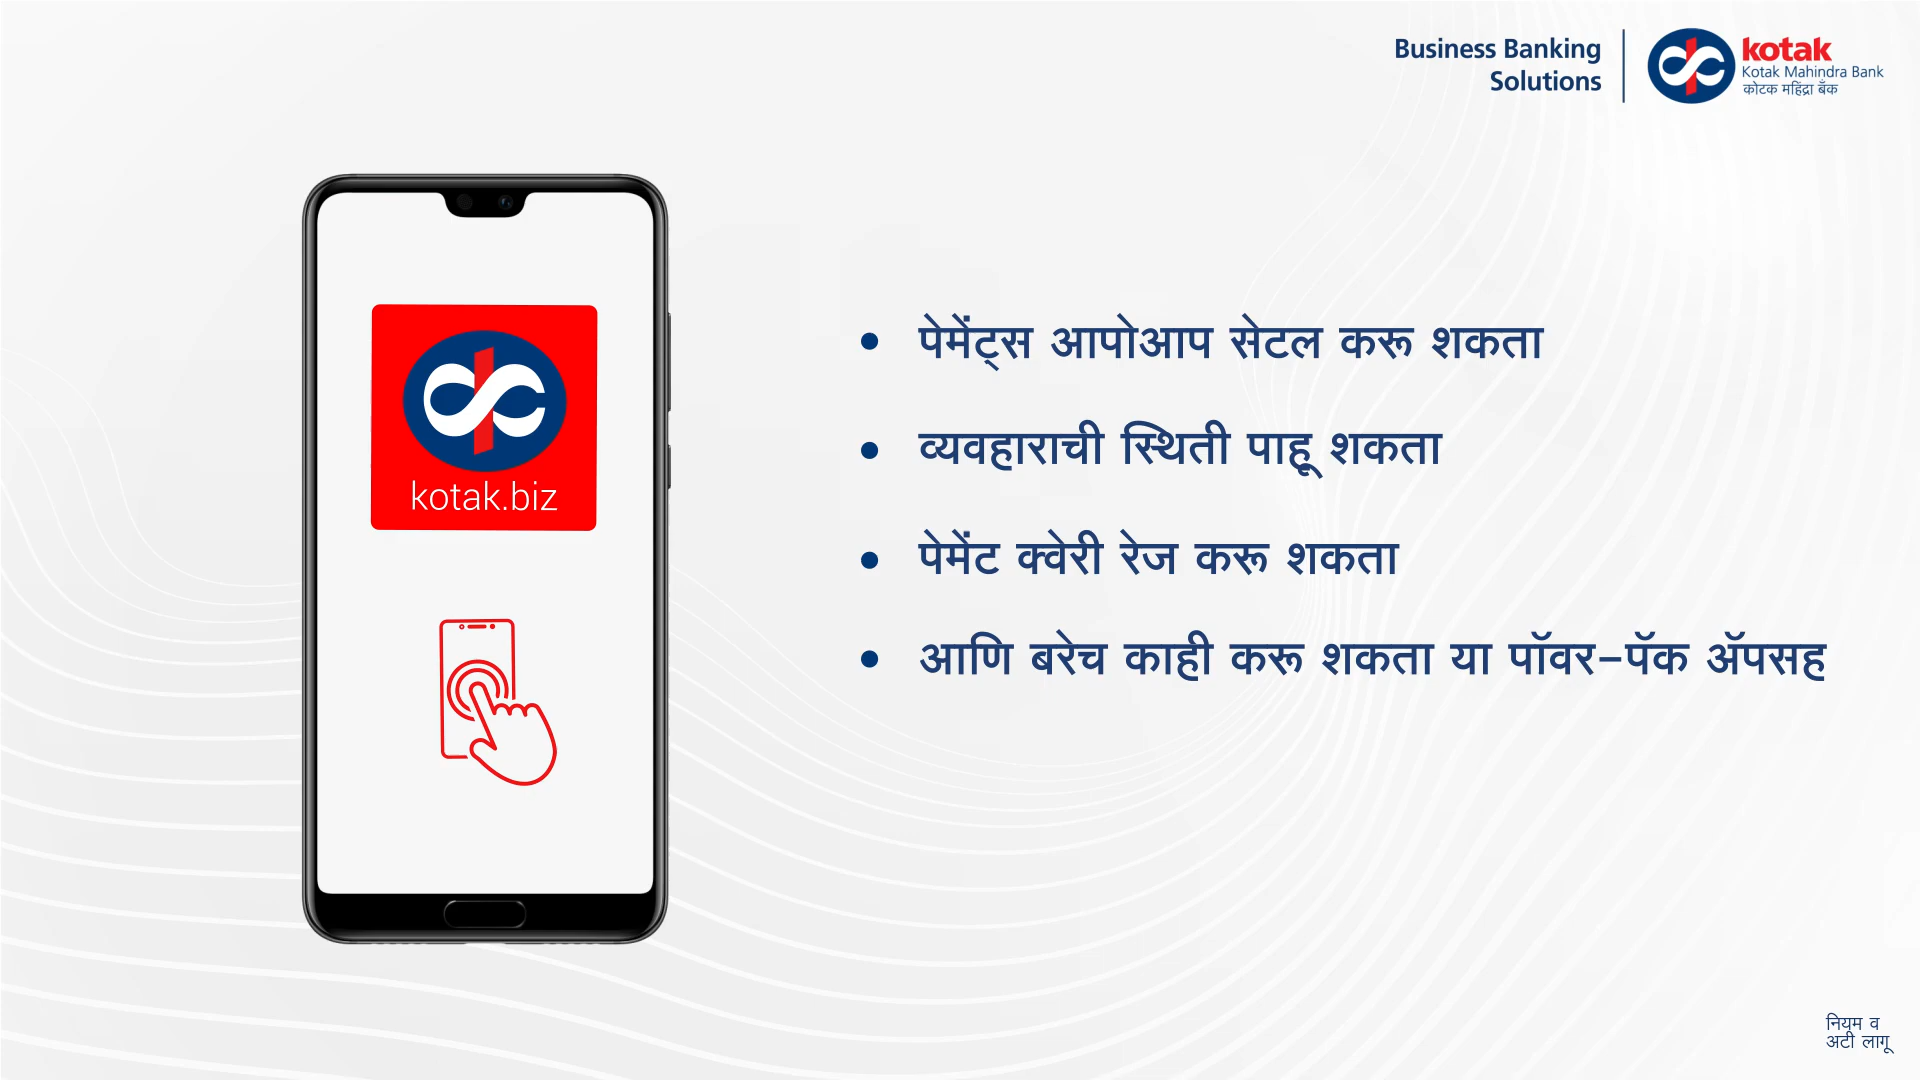 Business Banking
Solutions
kotak
Kotak Mahindra Bank
कोटक महिंद्रा बँक
kotak.biz
• पेमेंट्स आपोआप सेटल करू शकता
• व्यवहाराची स्थिती पाहू शकता
• पेमेंट क्वेरी रेज करू शकता
• आणि बरेच काही करू शकता या पॉवर–पॅक ॲपसह
नियम व
अटी लागू